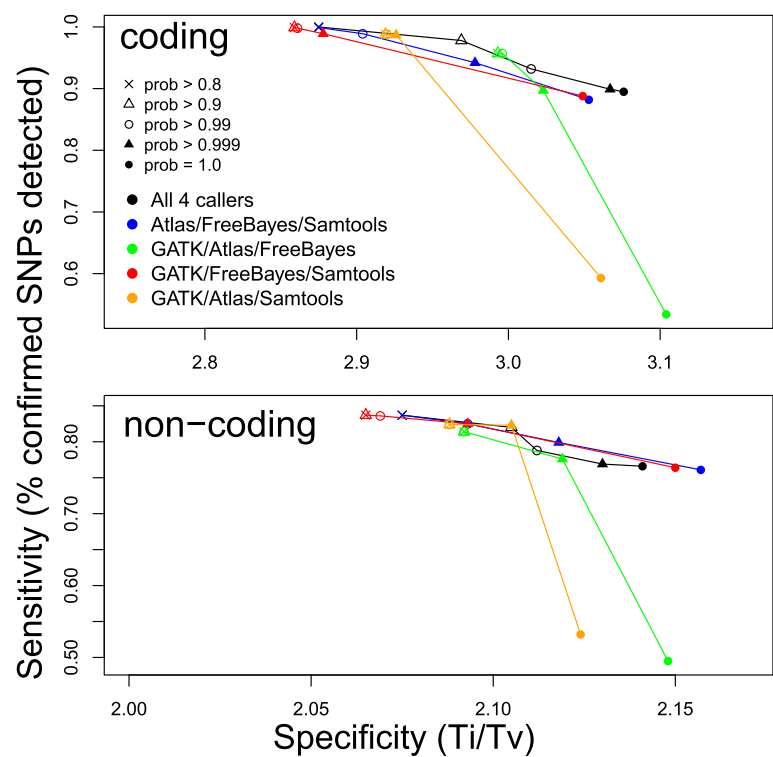 Sensitivity (% confirmed SNPs detected)
coding
prob > 0.8
prob > 0.9
prob > 0.99
prob > 0.999
prob = 1.0
All 4 callers
Atlas/FreeBayes/Samtools
GATK/Atlas/FreeBayes
GATK/FreeBayes/Samtools
GATK/Atlas/Samtools
1.0
0.9
0.8
0.7
0.6
2.8 2.9 3.0 3.1
non−coding
0.80
0.70
0.60
0.50
2.00 2.05 2.10 2.15
Specificity (Ti/Tv)